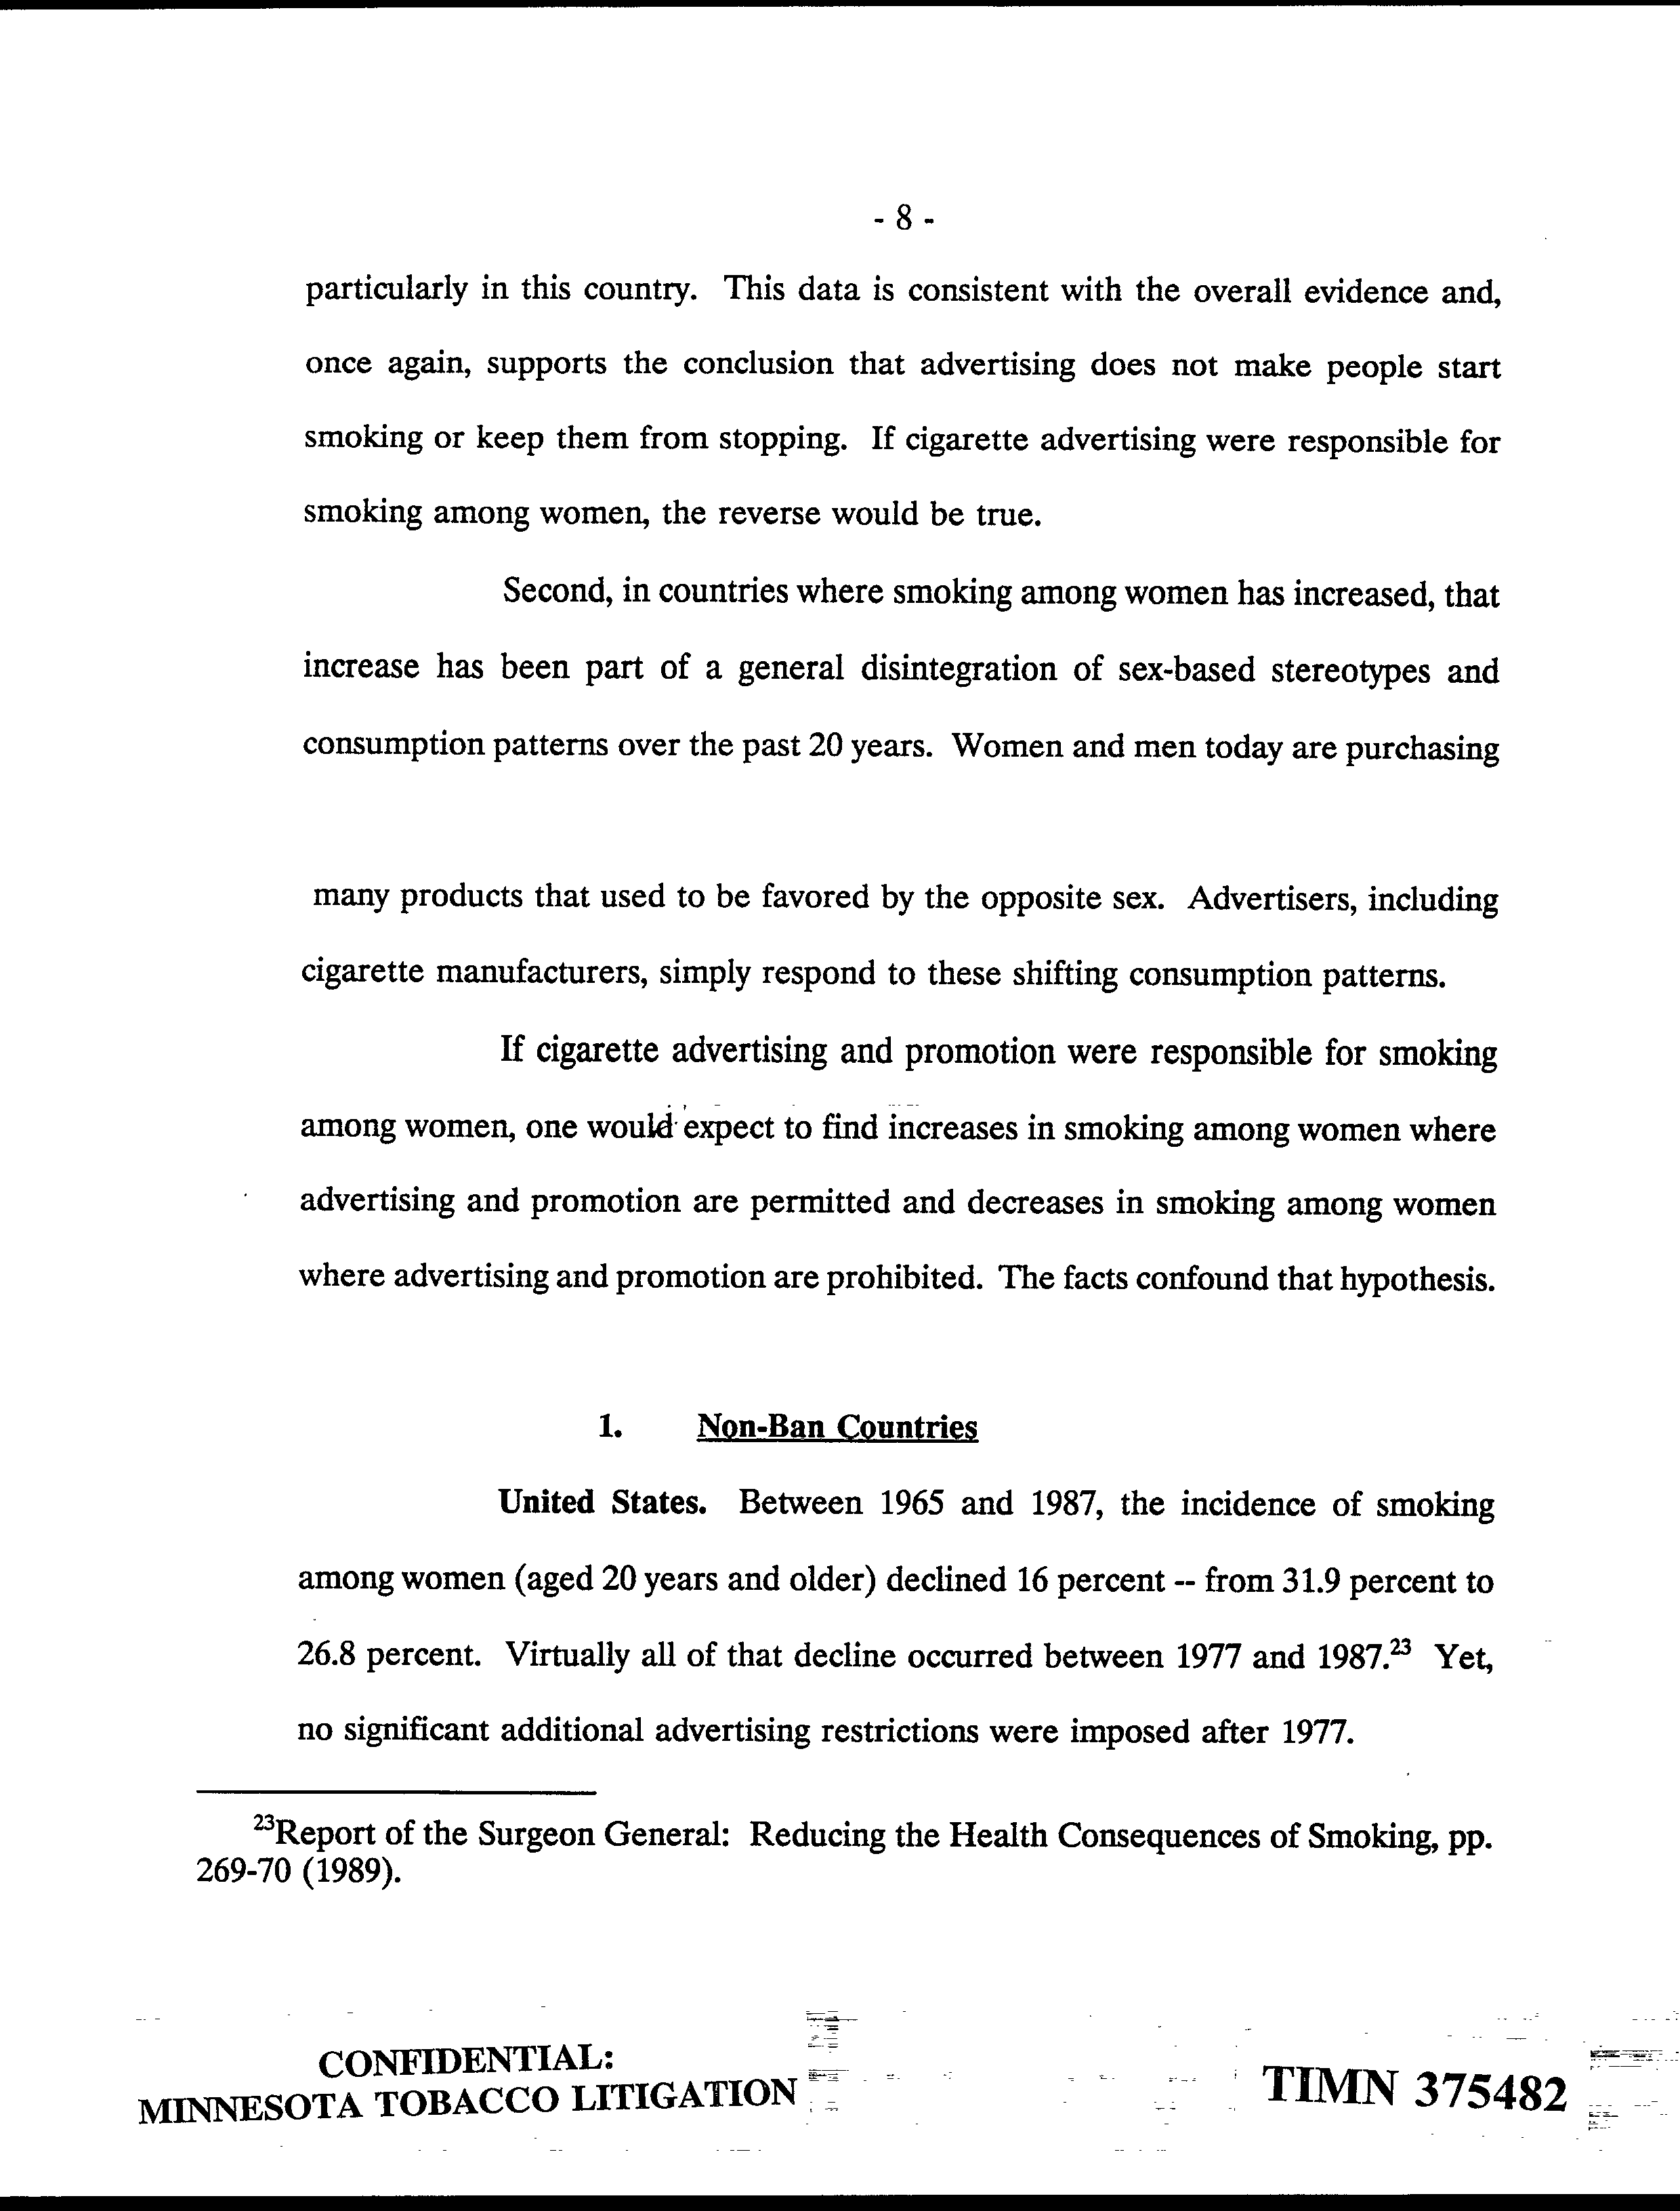 - 8 -
particularly in this country. This data is consistent with the overall evidence and,
once again, supports the conclusion that advertising does not make people start
smoking or keep them from stopping. If cigarette advertising were responsible for
smoking among women, the reverse would be true.
Second, in countries where smoking among women has increased, that
increase has been part of a general disintegration of sex-based stereotypes and
consumption patterns over the past 20 years. Women and men today are purchasing
many products that used to be favored by the opposite sex. Advertisers, including
cigarette manufacturers, simply respond to these shifting consumption patterns.
If cigarette advertising and promotion were responsible for smoking
among women, one would expect to find increases in smoking among women where
advertising and promotion are permitted and decreases in smoking among women
where advertising and promotion are prohibited. The facts confound that hypothesis.
1. Non-Ban Countries
United States. Between 1965 and 1987, the incidence of smoking
among women (aged 20 years and older) declined 16 percent -- from 31.9 percent to
26.8 percent. Virtually all of that decline occurred between 1977 and 1987.23 Yet,
no significant additional advertising restrictions were imposed after 1977.
23Report of the Surgeon General: Reducing the Health Consequences of Smoking, pp.
269-70 (1989).
CONFIDENTIAL:
MINNESOTA TOBACCO LITIGATION
TIMN 375482